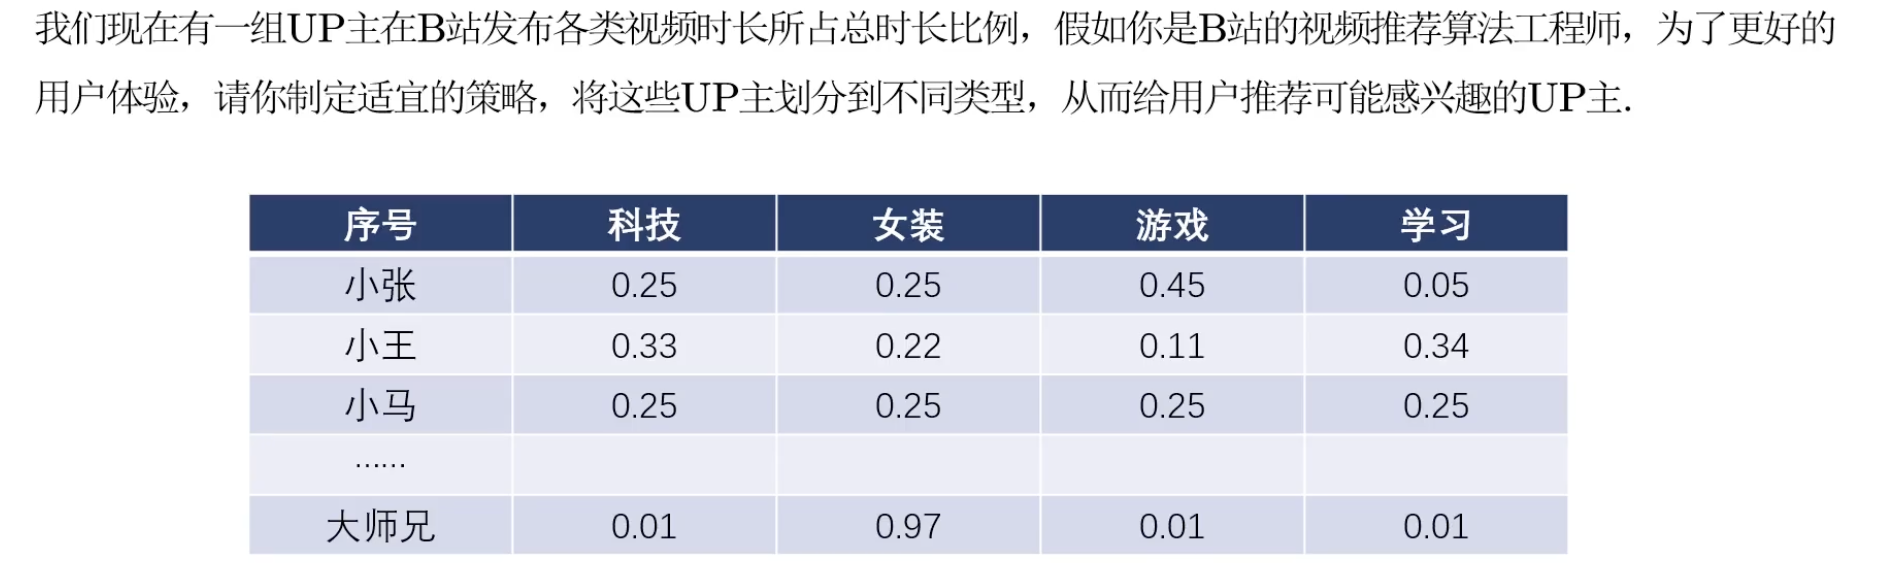 我们现在有一组UP主在B站发布各类视频时长所占总时长比例，假如你是B站的视频推荐算法工程师，为了更好的
用户体验，请你制定适宜的策略，将这些UP主划分到不同类型，从而给用户推荐可能感兴趣的UP主.
序号 科技 女装 游戏 学习
小张 0.25 0.25 0.45 0.05
小王 0.33 0.22 0.11 0.34
小马 0.25 0.25 0.25 0.25
……
大师兄 0.01 0.97 0.01 0.01